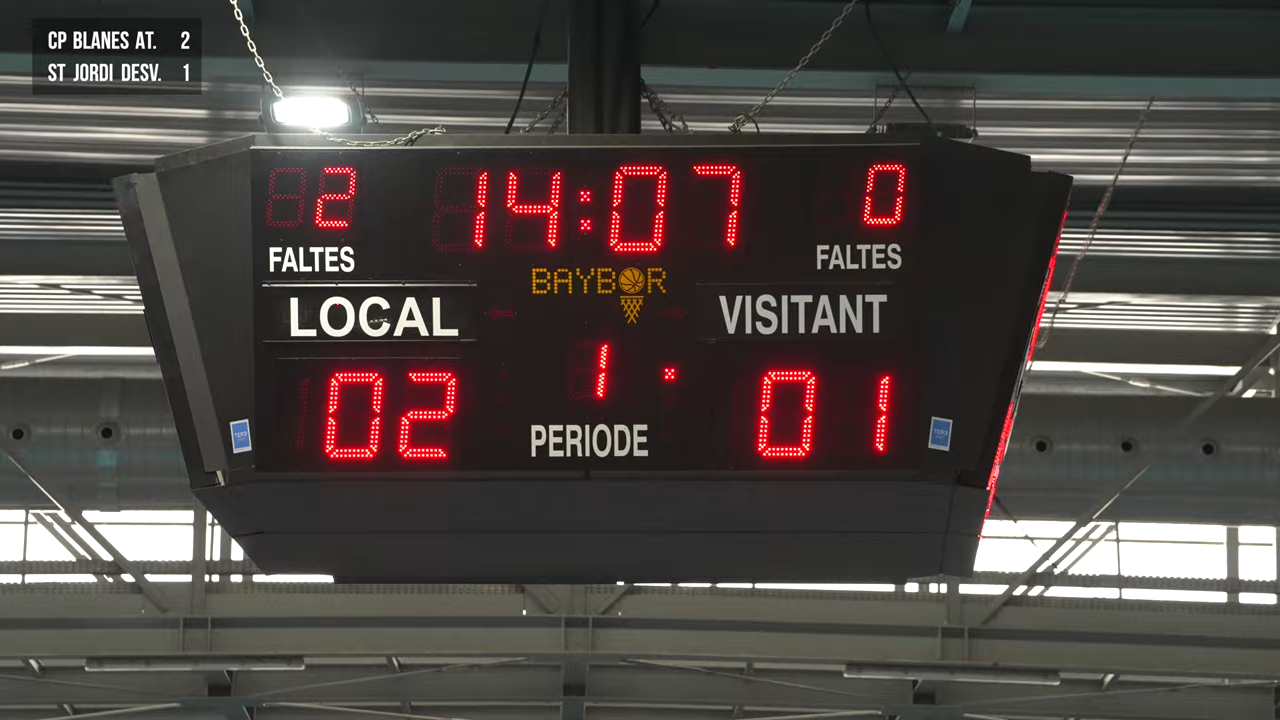 CP BLANES AT. 2
ST JORDI DESV. 1
2 14:07 0
FALTES FALTES
BAYBOR
LOCAL VISITANT
02 1 01
PERIODE